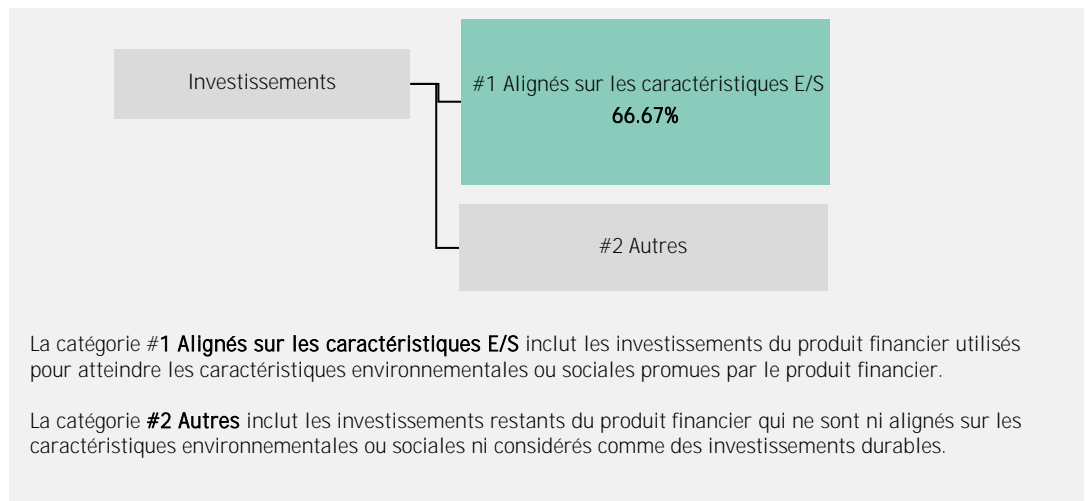 Investissements
#1 Alignés sur les caractéristiques E/S
66.67%
#2 Autres
La catégorie #1 Alignés sur les caractéristiques E/S inclut les investissements du produit financier utilisés
pour atteindre les caractéristiques environnementales ou sociales promues par le produit financier.
La catégorie #2 Autres inclut les investissements restants du produit financier qui ne sont ni alignés sur les
caractéristiques environnementales ou sociales ni considérés comme des investissements durables.